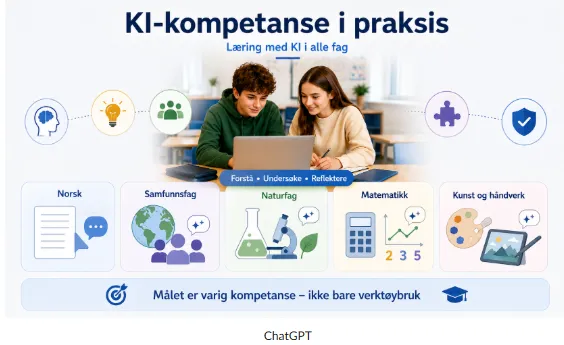 KI-kompetanse i praksis
Læring med KI i alle fag
Forstå • Undersøke • Reflektere
Norsk
Samfunnsfag
Naturfag
Matematikk
Kunst og håndverk
2 3 5
Målet er varig kompetanse – ikke bare verktøybruk
ChatGPT